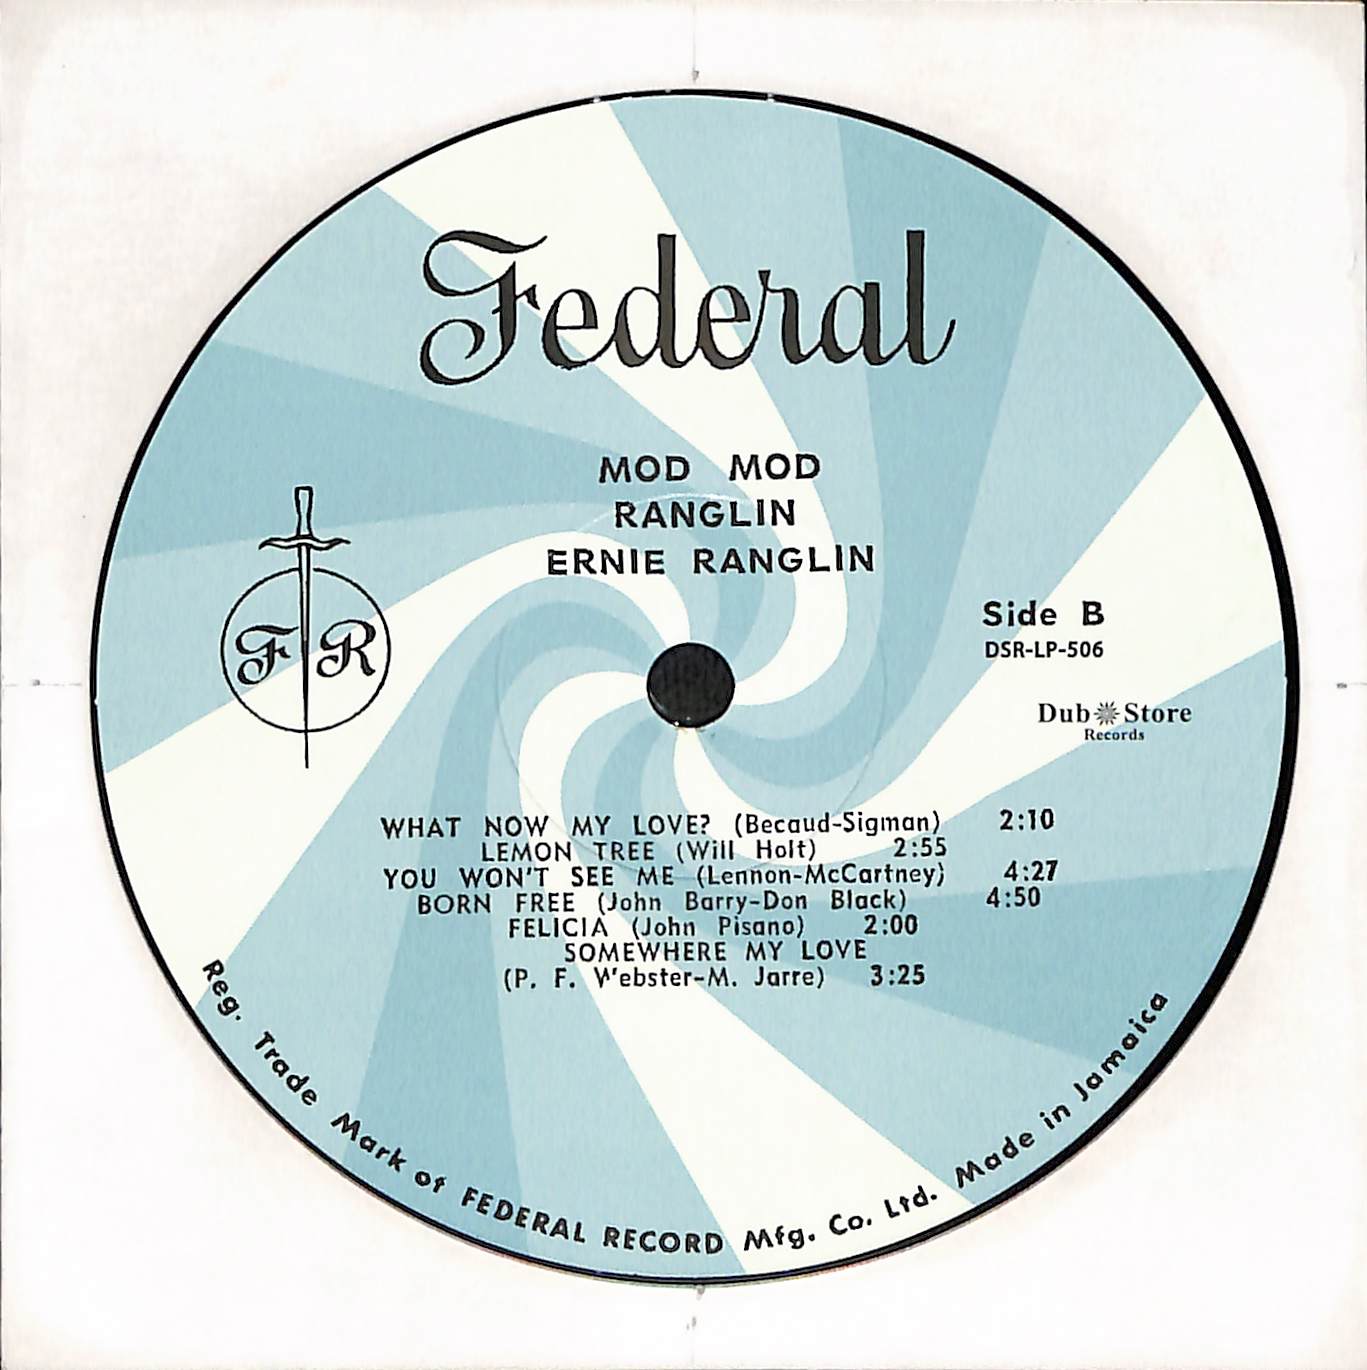 Federal
MOD MOD
RANGLIN
ERNIE RANGLIN
F R
Side B
DSR-LP-506
Dub Store
Records
WHAT NOW MY LOVE? (Becaud-Sigman) 2:10
LEMON TREE (Will Holt) 2:55
YOU WON'T SEE ME (Lennon-McCartney) 4:27
BORN FREE (John Barry-Don Black) 4:50
FELICIA (John Pisano) 2:00
SOMEWHERE MY LOVE
(P. F. Webster-M. Jarre) 3:25
Reg. Trade Mark of FEDERAL RECORD Mfg. Co. Ltd. Made in Jamaica